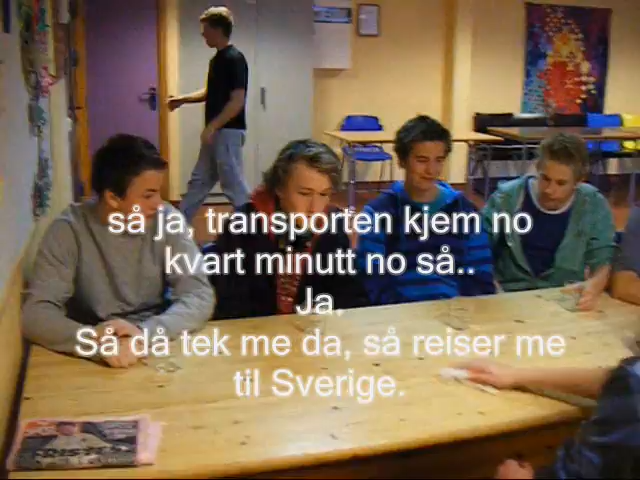 så ja, transporten kjem no
kvart minutt no så..
Ja.
Så då tek me da, så reiser me
til Sverige.